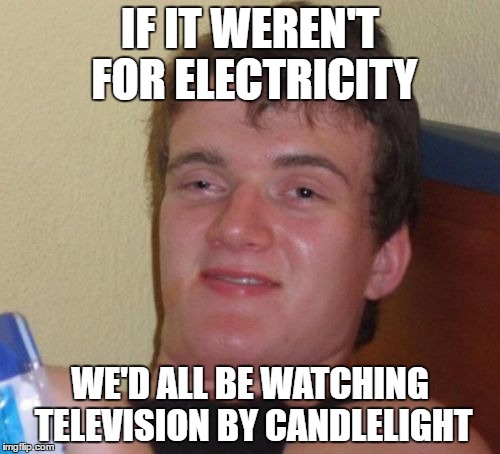 IF IT WEREN'T
FOR ELECTRICITY
WE'D ALL BE WATCHING
TELEVISION BY CANDLELIGHT
imgflip.com